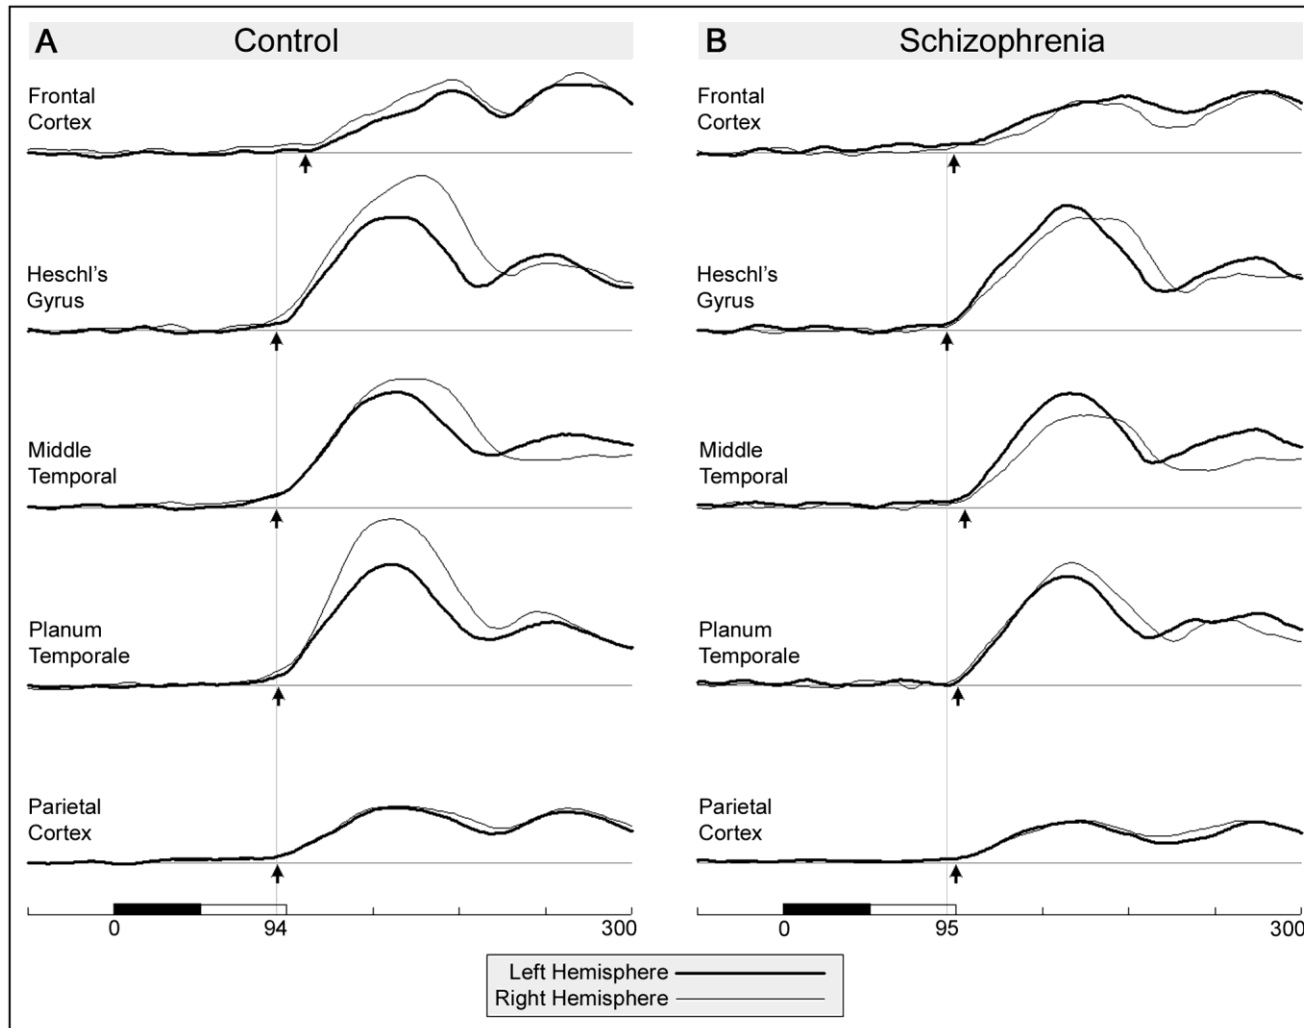 A Control
Frontal
Cortex
Heschl's
Gyrus
Middle
Temporal
Planum
Temporale
Parietal
Cortex
0 94 300
B Schizophrenia
Frontal
Cortex
Heschl's
Gyrus
Middle
Temporal
Planum
Temporale
Parietal
Cortex
0 95 300
Left Hemisphere
Right Hemisphere